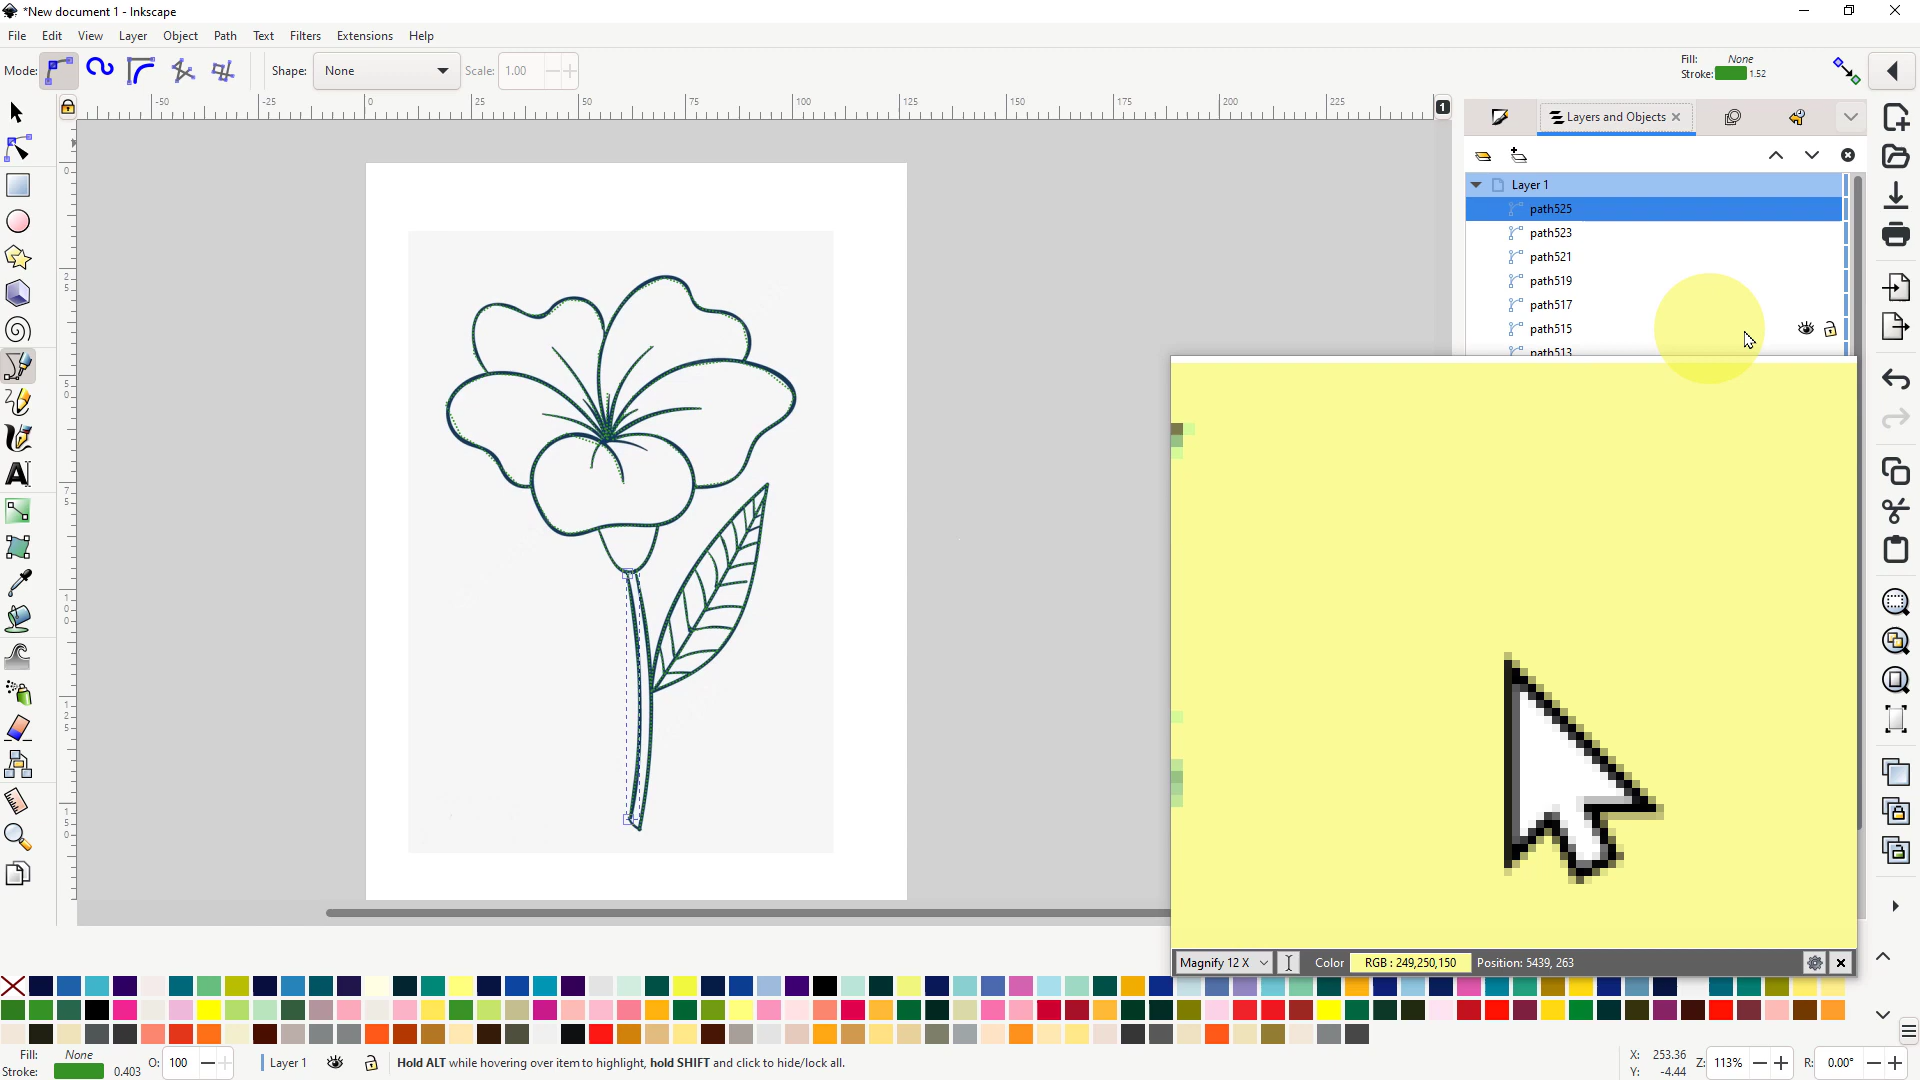 *New document 1 - Inkscape
File Edit View Layer Object Path Text Filters Extensions Help
Mode: Shape: None Scale: 1.00
Fill: None
Stroke: 1.52
-50 -25 0 25 50 75 100 125 150 175 200 225
1
Layers and Objects
Layer 1
path525
path523
path521
path519
path517
path515
path513
Magnify 12 X Color RGB : 249,250,150 Position: 5439, 263
Fill: None
Stroke: 0.403
O: 100
Layer 1
Hold ALT while hovering over item to highlight, hold SHIFT and click to hide/lock all.
X: 253.36
Y: -4.44
Z: 113%
R: 0.00°